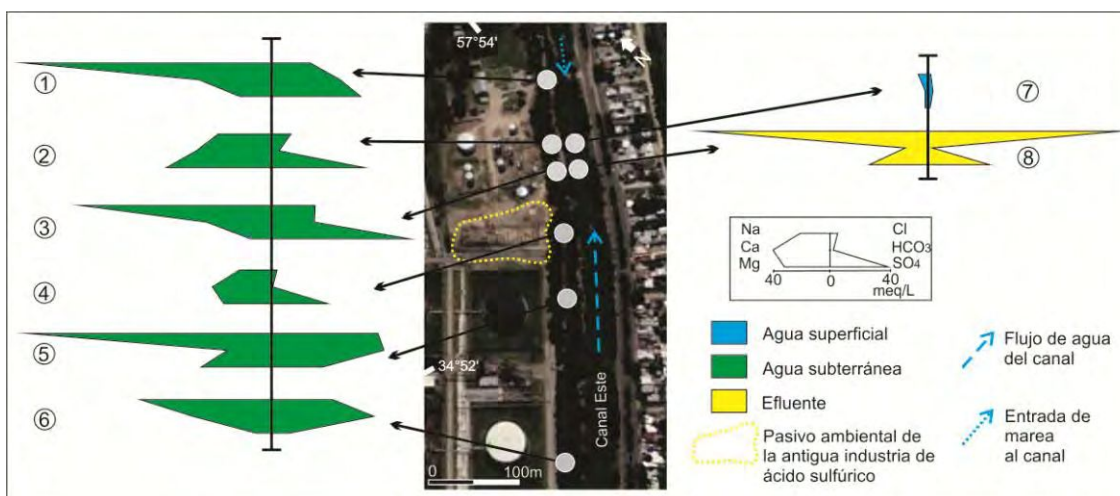 57°54'
N
①
②
③
④
⑤
⑥
⑦
⑧
34°52'
Canal Este
0 100m
Na Cl
Ca HCO3
Mg SO4
40 0 40
meq/L
Agua superficial
Agua subterránea
Efluente
Pasivo ambiental de
la antigua industria de
ácido sulfúrico
Flujo de agua
del canal
Entrada de
marea
al canal